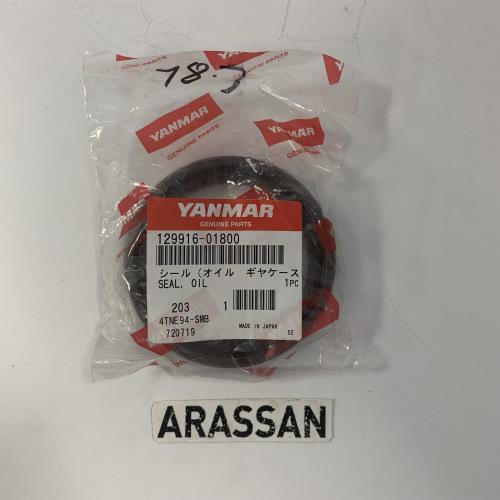 78.5
YANMAR
GENUINE PARTS
YANMAR
GENUINE PARTS
YANMAR
GENUINE PARTS
129916-01800
シール (オイル ギヤケース
SEAL, OIL 1PC
203 1
4TNE94-SMB
MADE IN JAPAN 52
720719
ARASSAN